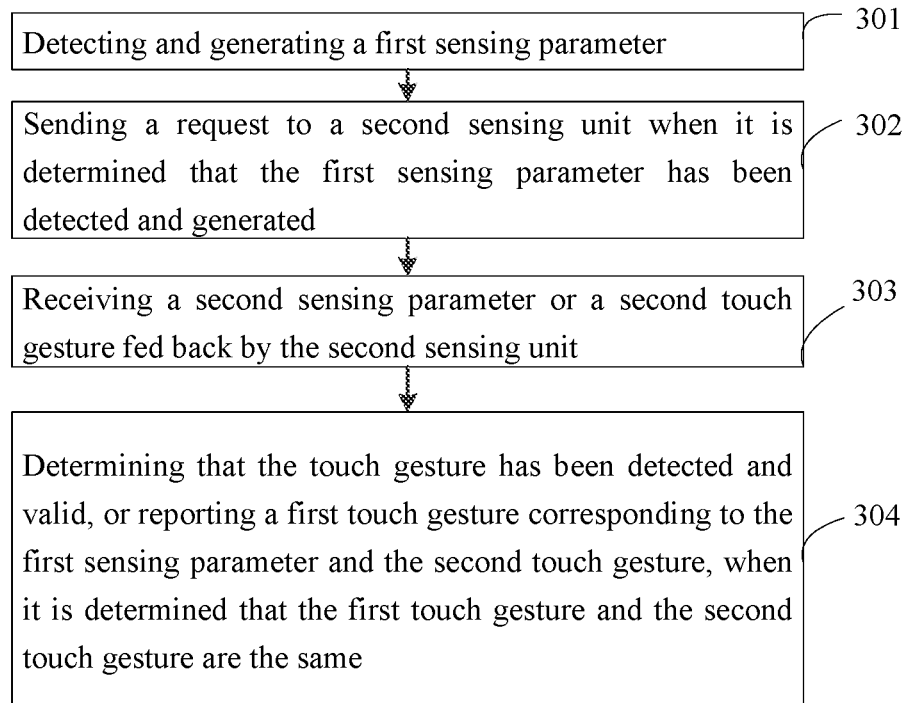 301
Detecting and generating a first sensing parameter
Sending a request to a second sensing unit when it is
302
determined that the first sensing parameter has been
detected and generated
Receiving a second sensing parameter or a second touch
303
gesture fed back by the second sensing unit
Determining that the touch gesture has been detected and
valid, or reporting a first touch gesture corresponding to the
304
first sensing parameter and the second touch gesture, when
it is determined that the first touch gesture and the second
touch gesture are the same